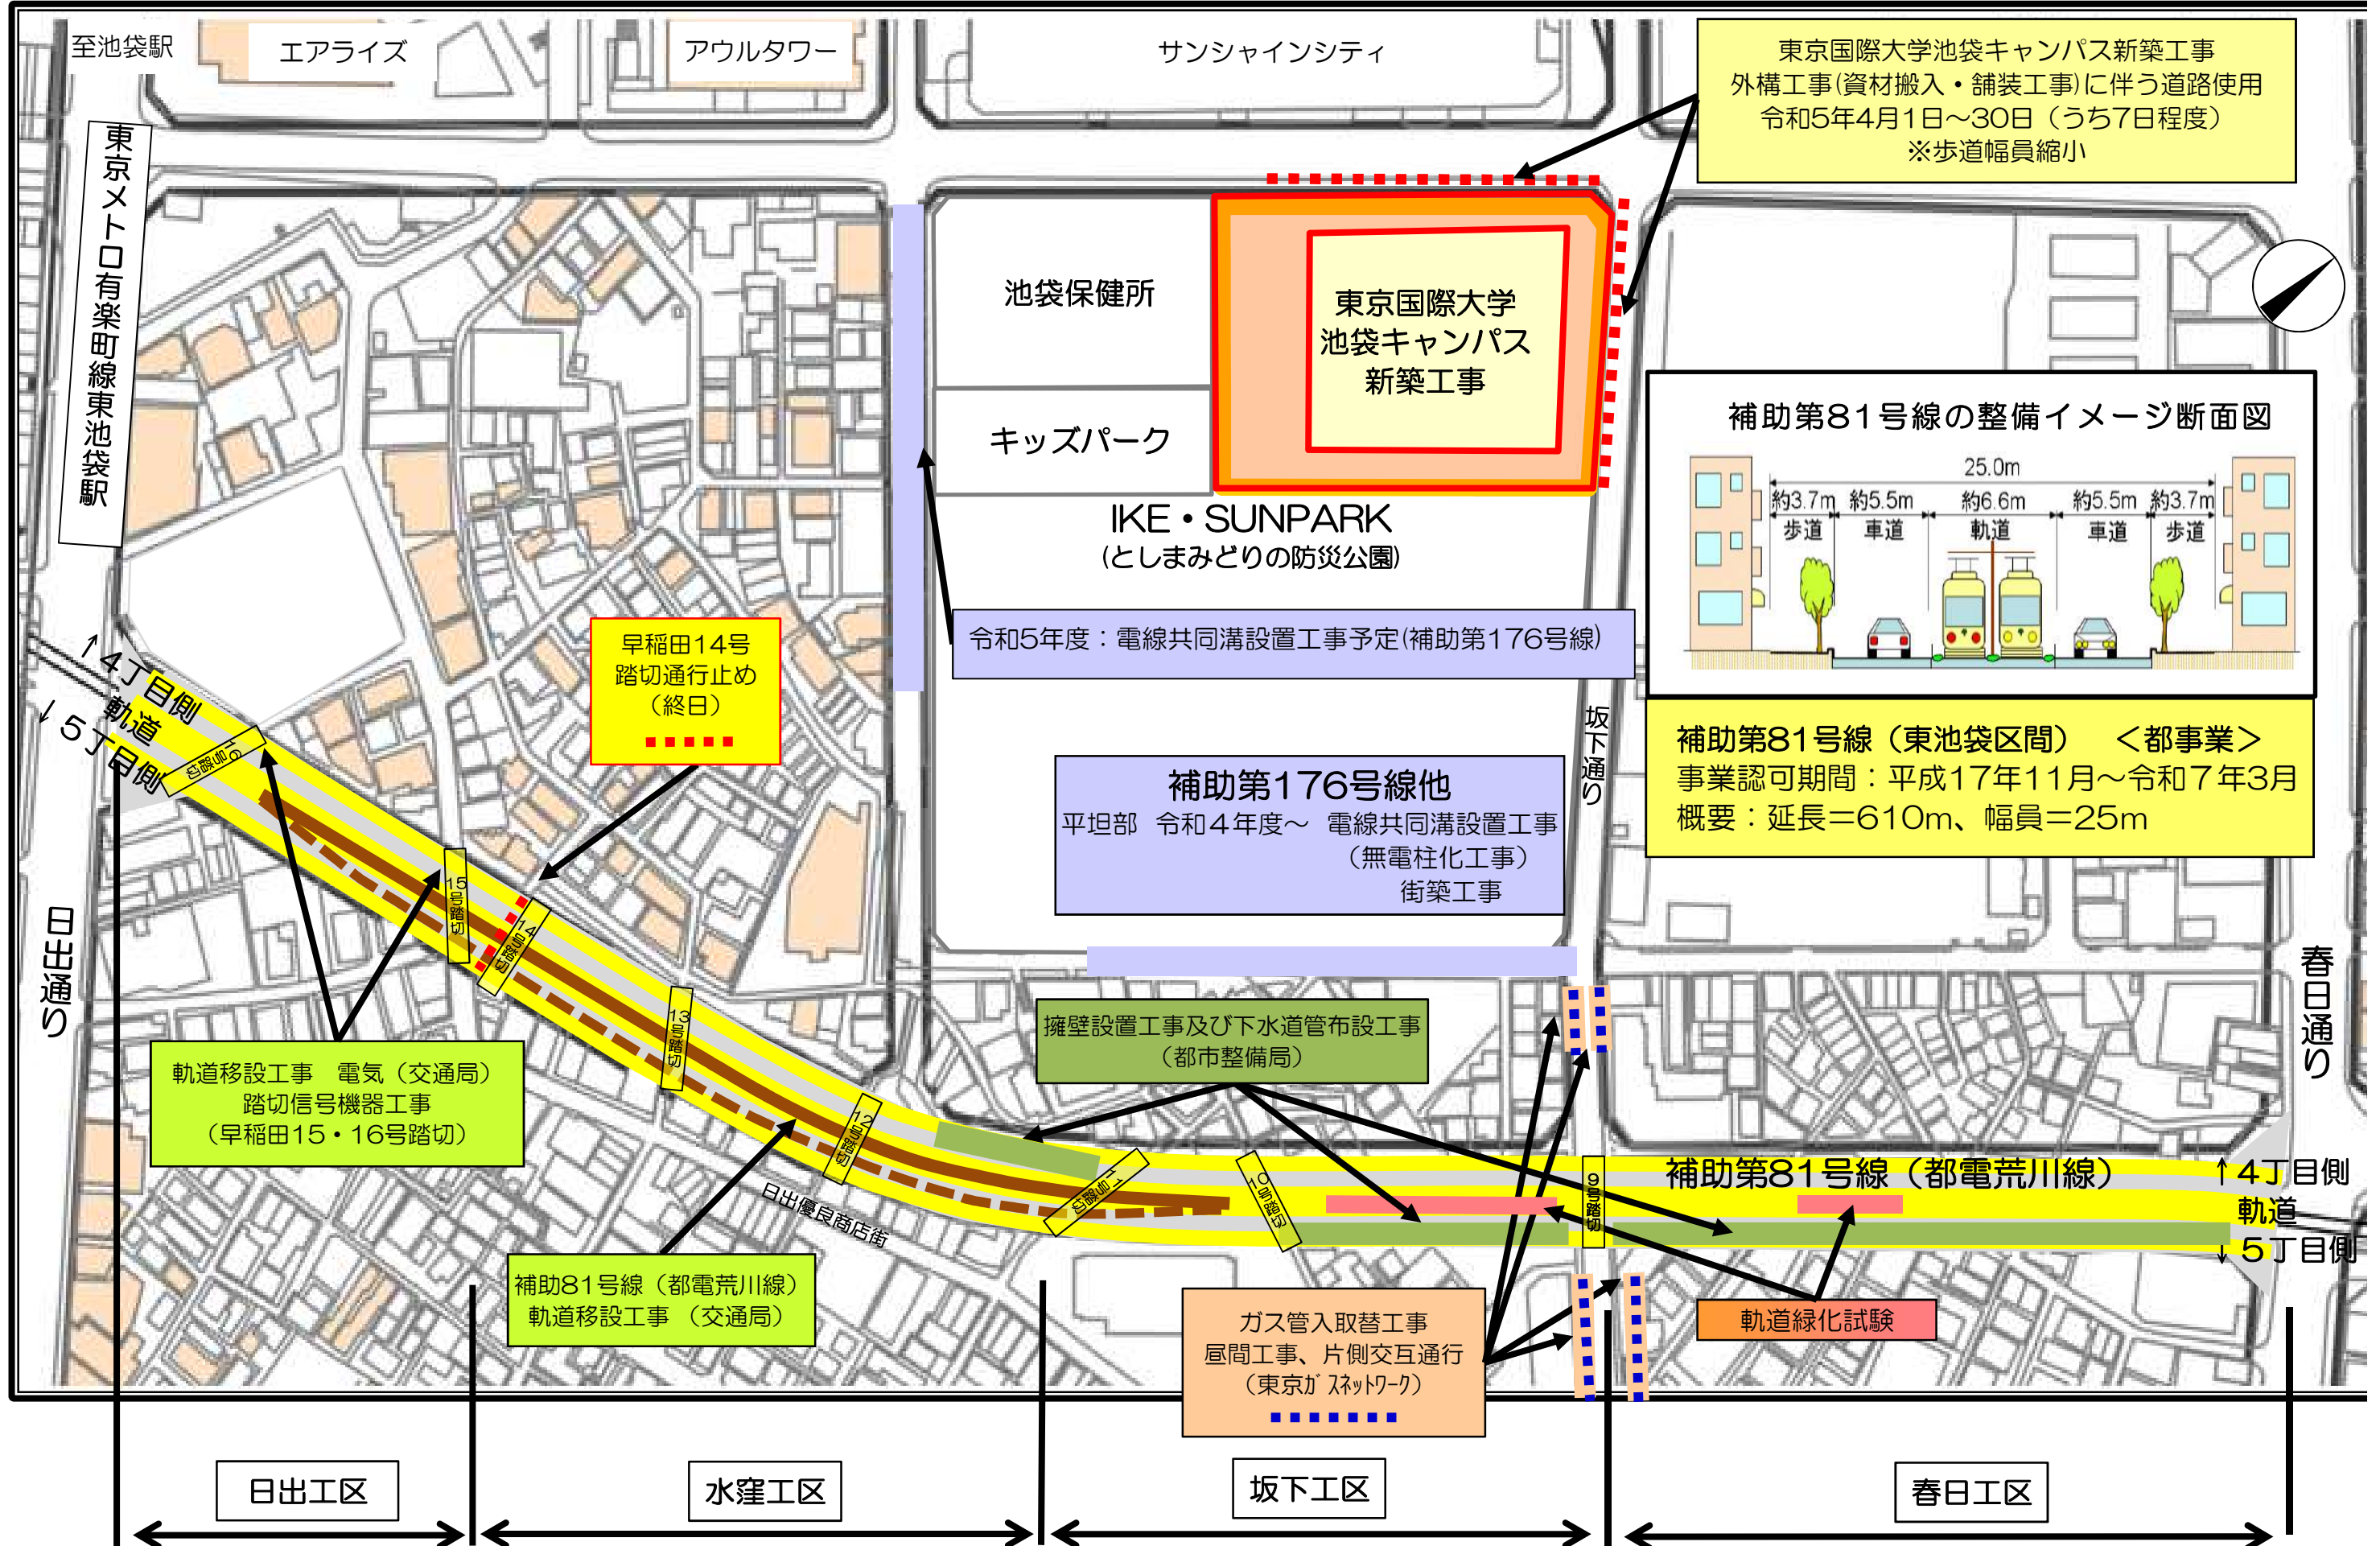 至池袋駅
エアライズ
アウルタワー
サンシャインシティ
東京国際大学池袋キャンパス新築工事
外構工事(資材搬入・舗装工事)に伴う道路使用
令和5年4月1日～30日（うち7日程度）
※歩道幅員縮小
東京メトロ有楽町線東池袋駅
池袋保健所
東京国際大学
池袋キャンパス
新築工事
キッズパーク
IKE・SUNPARK
(としまみどりの防災公園)
補助第81号線の整備イメージ断面図
25.0m
約3.7m 約5.5m 約6.6m 約5.5m 約3.7m
歩道 車道 軌道 車道 歩道
令和5年度：電線共同溝設置工事予定(補助第176号線)
早稲田14号
踏切通行止め
（終日）
↑4丁目側
軌道
↓5丁目側
坂下通り
補助第81号線（東池袋区間） ＜都事業＞
事業認可期間：平成17年11月～令和７年3月
概要：延長＝610m、幅員＝25m
補助第176号線他
平坦部 令和４年度～ 電線共同溝設置工事
（無電柱化工事）
街築工事
16号踏切
15号踏切
14号踏切
13号踏切
12号踏切
11号踏切
10号踏切
9号踏切
日出通り
春日通り
擁壁設置工事及び下水道管布設工事
（都市整備局）
軌道移設工事 電気（交通局）
踏切信号機器工事
（早稲田15・16号踏切）
日出優良商店街
補助第81号線（都電荒川線）
↑4丁目側
軌道
↓5丁目側
補助81号線（都電荒川線）
軌道移設工事 （交通局）
ガス管入取替工事
昼間工事、片側交互通行
（東京ガスネットワーク）
軌道緑化試験
日出工区
水窪工区
坂下工区
春日工区